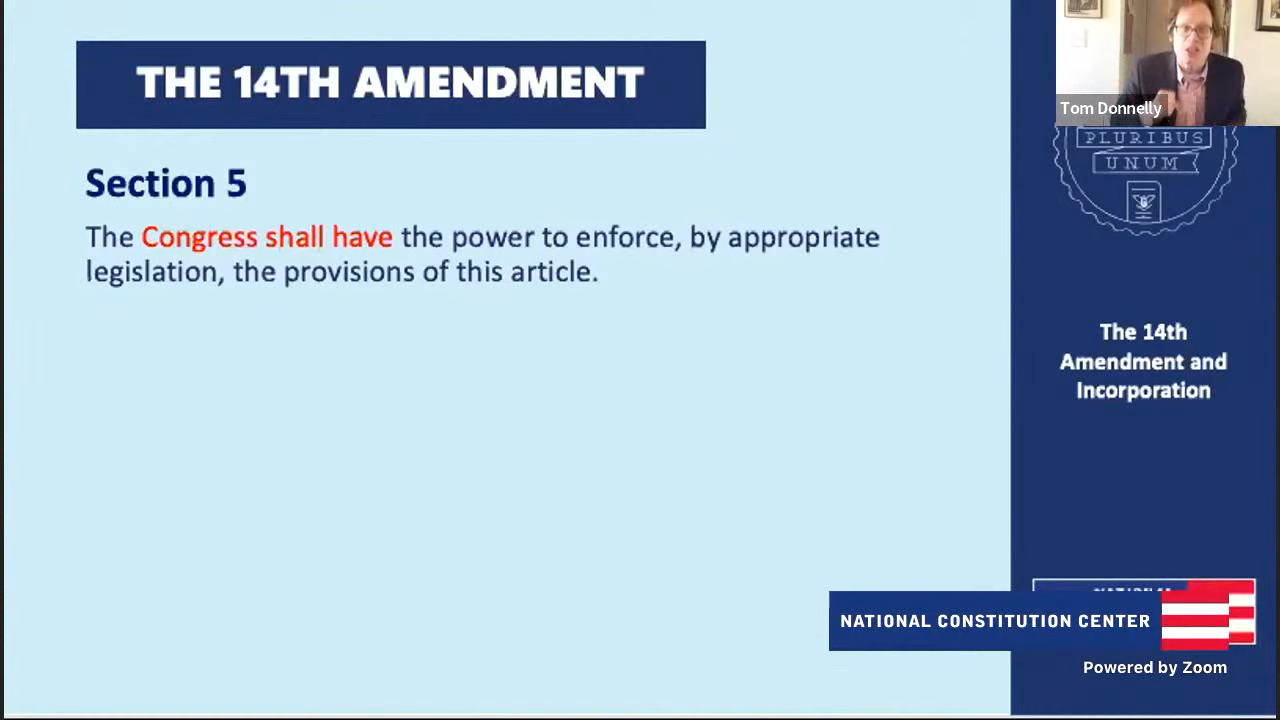 THE 14TH AMENDMENT
Section 5
The Congress shall have the power to enforce, by appropriate
legislation, the provisions of this article.
Tom Donnelly
PLURIBUS
UNUM
The 14th
Amendment and
Incorporation
NATIONAL CONSTITUTION CENTER
Powered by Zoom